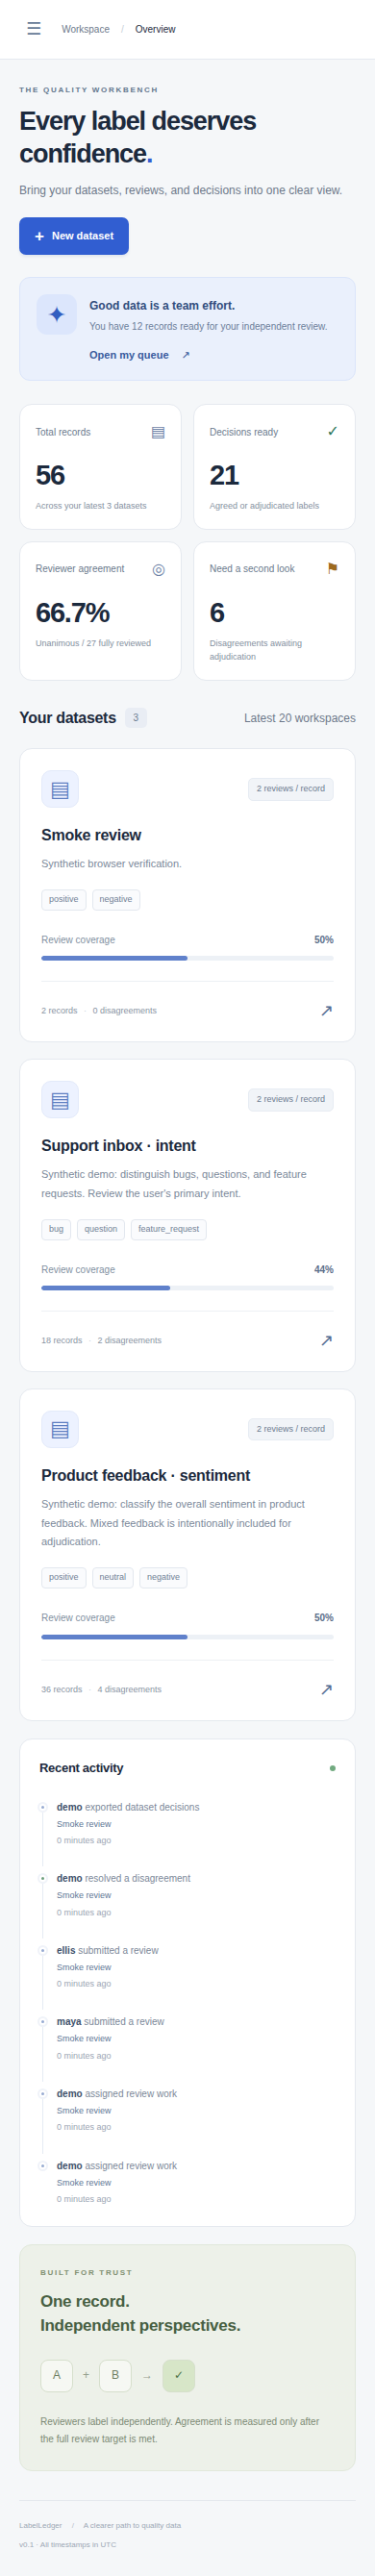 Workspace / Overview
THE QUALITY WORKBENCH
Every label deserves
confidence.
Bring your datasets, reviews, and decisions into one clear view.
+ New dataset
Good data is a team effort.
You have 12 records ready for your independent review.
Open my queue ↗
Total records
56
Across your latest 3 datasets
Decisions ready ✓
21
Agreed or adjudicated labels
Reviewer agreement
66.7%
Unanimous / 27 fully reviewed
Need a second look
6
Disagreements awaiting
adjudication
Your datasets 3 Latest 20 workspaces
2 reviews / record
Smoke review
Synthetic browser verification.
positive negative
Review coverage 50%
2 records · 0 disagreements ↗
2 reviews / record
Support inbox · intent
Synthetic demo: distinguish bugs, questions, and feature
requests. Review the user's primary intent.
bug question feature_request
Review coverage 44%
18 records · 2 disagreements ↗
2 reviews / record
Product feedback · sentiment
Synthetic demo: classify the overall sentiment in product
feedback. Mixed feedback is intentionally included for
adjudication.
positive neutral negative
Review coverage 50%
36 records · 4 disagreements ↗
Recent activity
demo exported dataset decisions
Smoke review
0 minutes ago
demo resolved a disagreement
Smoke review
0 minutes ago
ellis submitted a review
Smoke review
0 minutes ago
maya submitted a review
Smoke review
0 minutes ago
demo assigned review work
Smoke review
0 minutes ago
demo assigned review work
Smoke review
0 minutes ago
BUILT FOR TRUST
One record.
Independent perspectives.
A + B → ✓
Reviewers label independently. Agreement is measured only after
the full review target is met.
LabelLedger / A clearer path to quality data
v0.1 · All timestamps in UTC